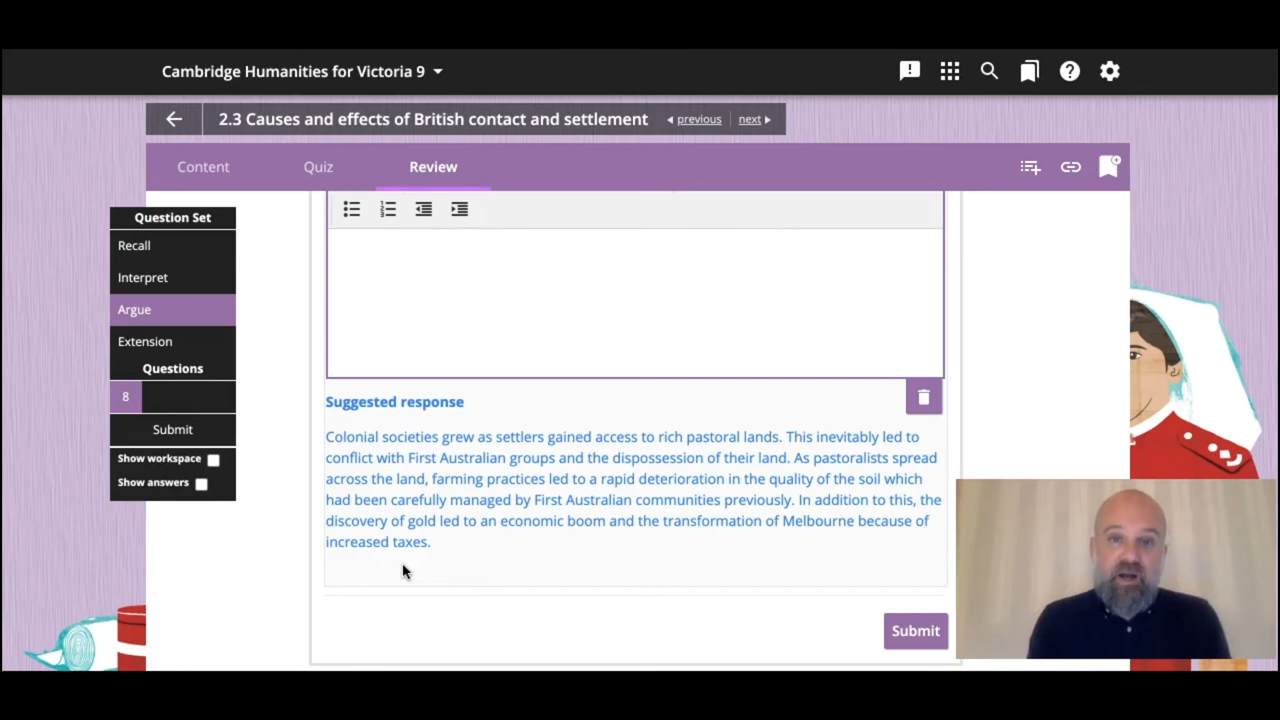 Cambridge Humanities for Victoria 9
2.3 Causes and effects of British contact and settlement
previous
next
Content
Quiz
Review
Question Set
Recall
Interpret
Argue
Extension
Questions
8
Submit
Show workspace
Show answers
Suggested response
Colonial societies grew as settlers gained access to rich pastoral lands. This inevitably led to
conflict with First Australian groups and the dispossession of their land. As pastoralists spread
across the land, farming practices led to a rapid deterioration in the quality of the soil which
had been carefully managed by First Australian communities previously. In addition to this, the
discovery of gold led to an economic boom and the transformation of Melbourne because of
increased taxes.
Submit